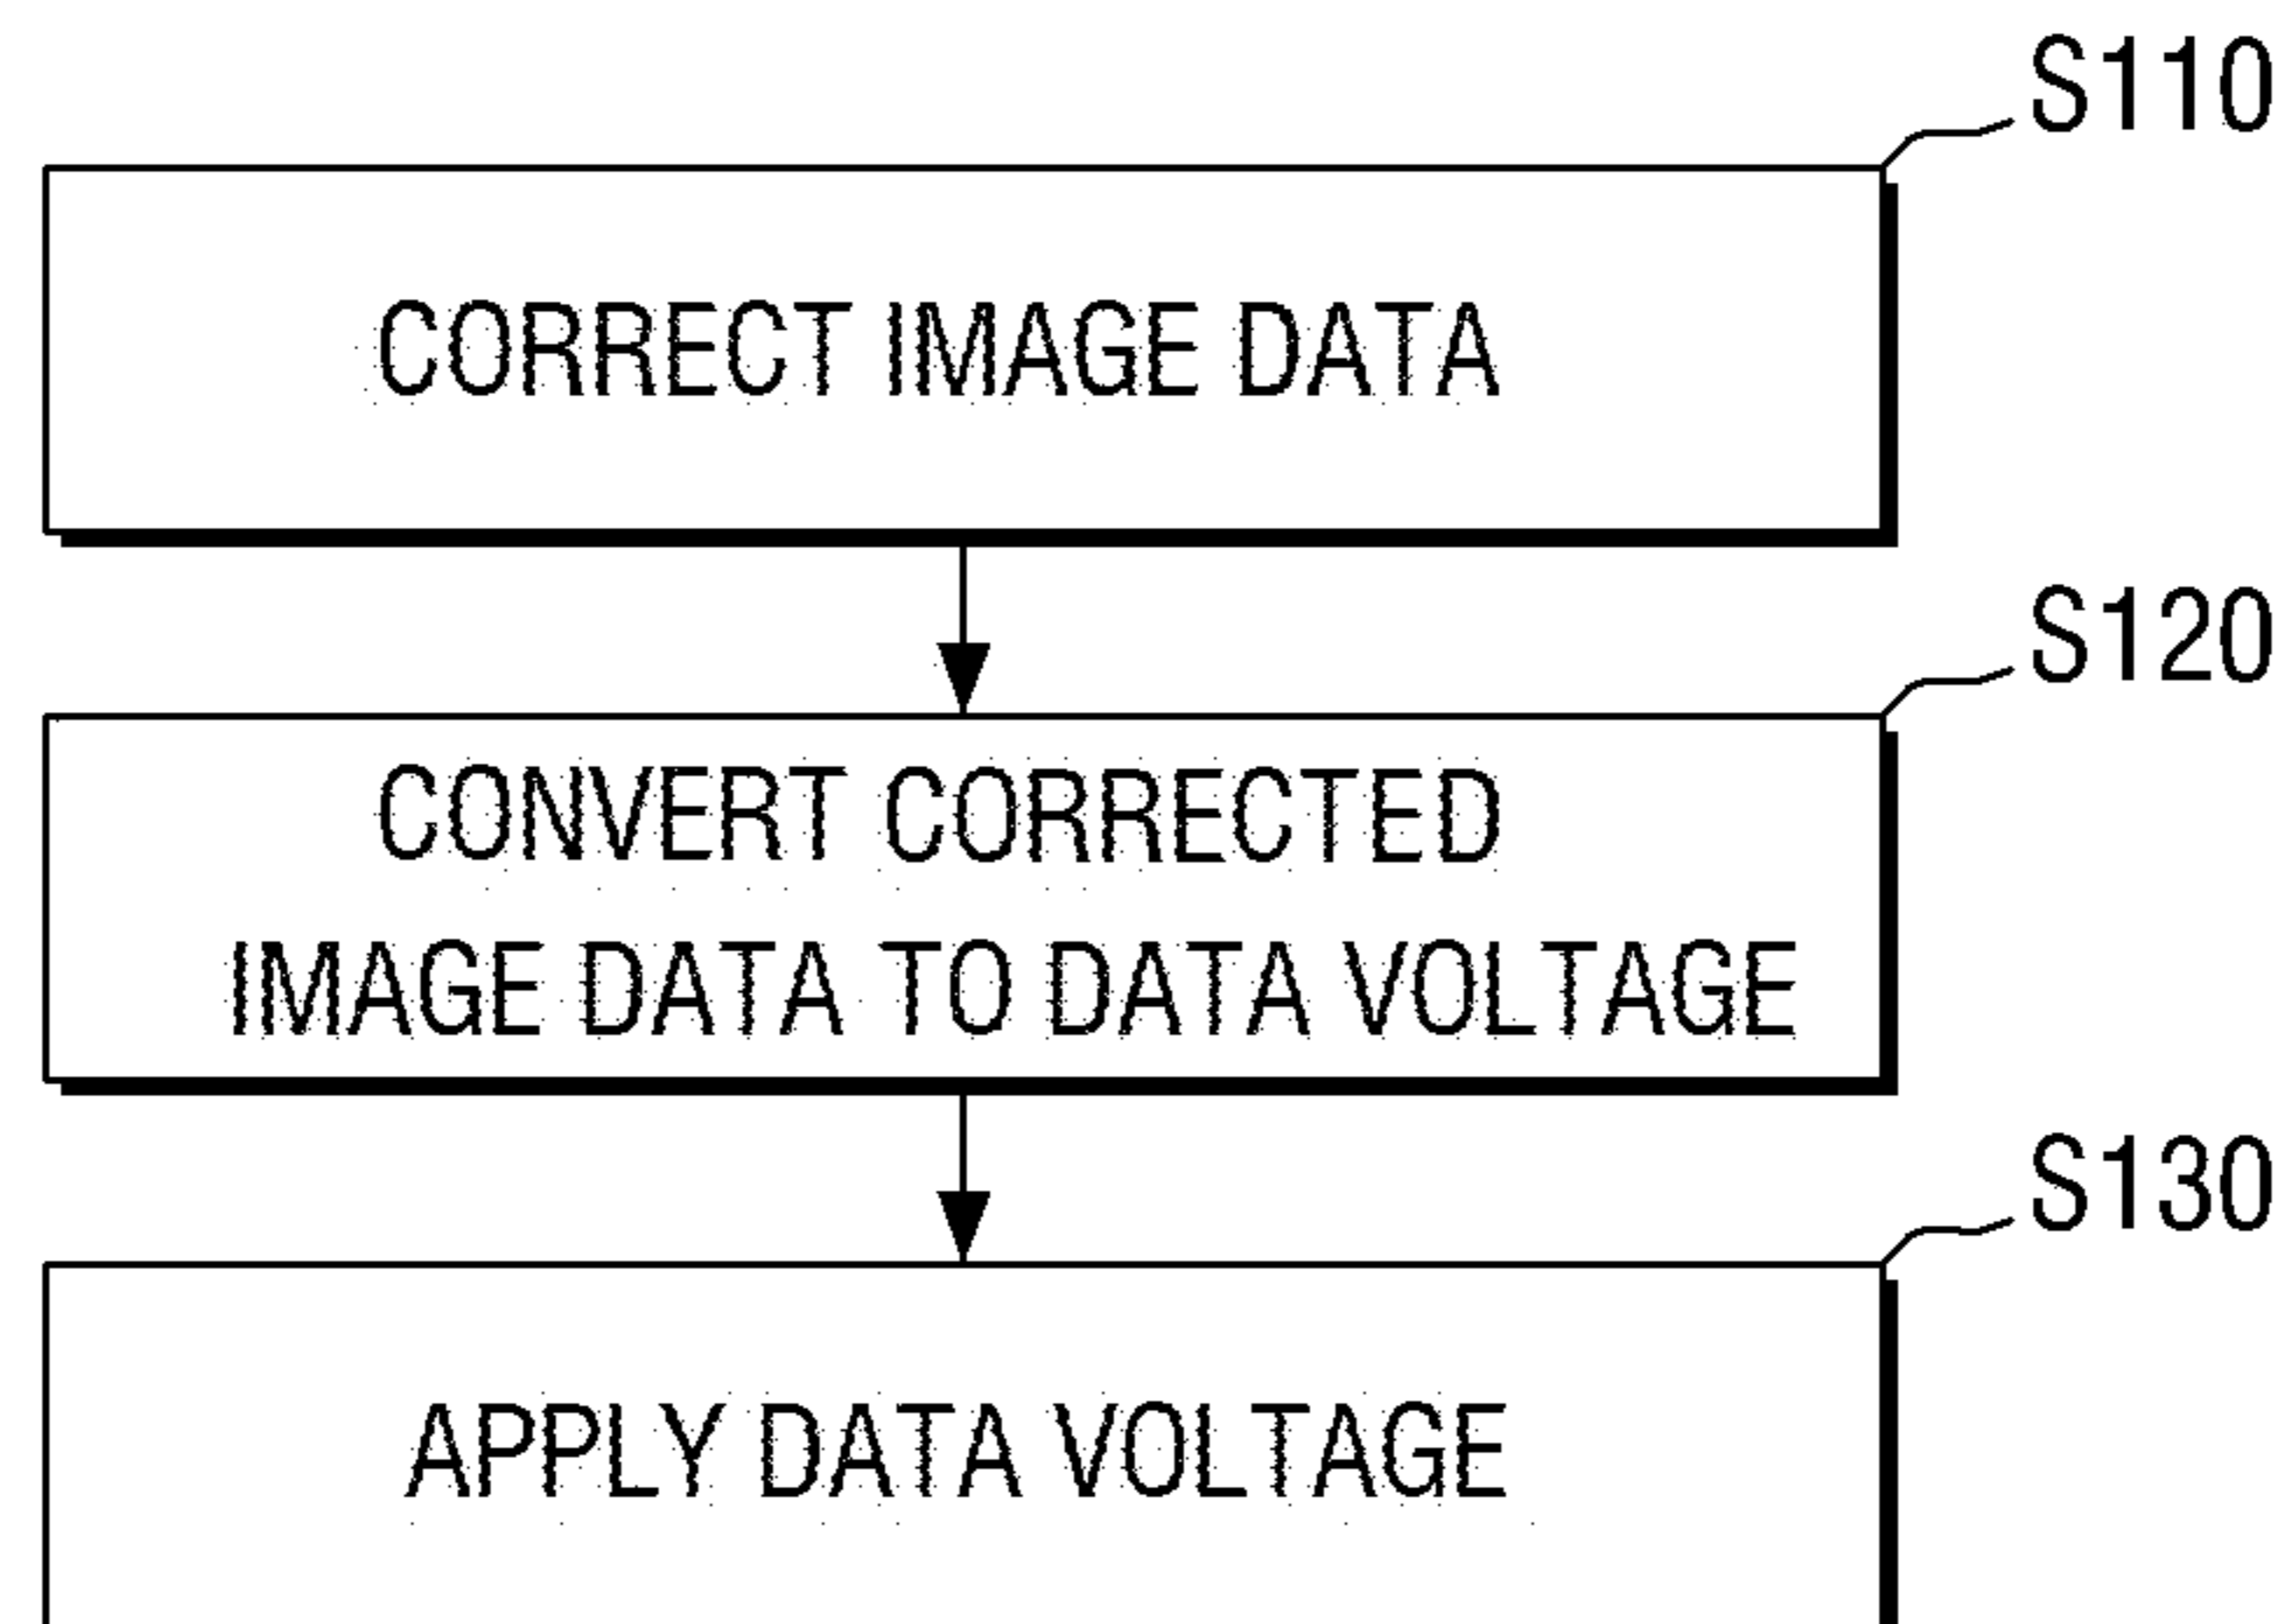 S110
CORRECT IMAGE DATA
S120
CONVERT CORRECTED
IMAGE DATA TO DATA VOLTAGE
S130
APPLY DATA VOLTAGE